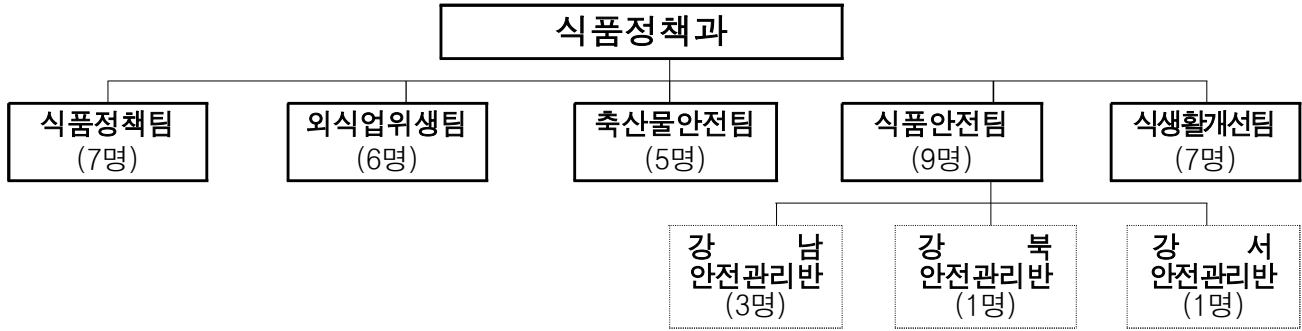 식품정책과
식품정책팀
(7명)
외식업위생팀
(6명)
축산물안전팀
(5명)
식품안전팀
(9명)
식생활개선팀
(7명)
강 남
안전관리반
(3명)
강 북
안전관리반
(1명)
강 서
안전관리반
(1명)